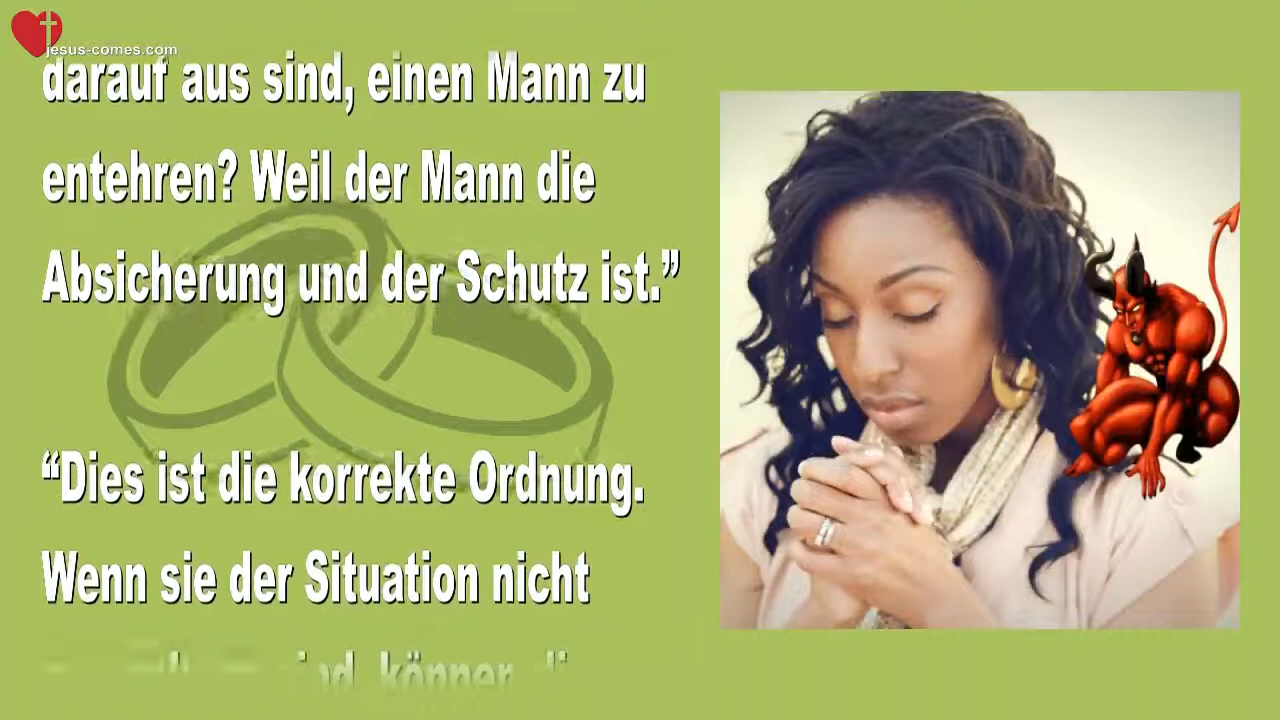 jesus-comes.com
darauf aus sind, einen Mann zu
entehren? Weil der Mann die
Absicherung und der Schutz ist.”
“Dies ist die korrekte Ordnung.
Wenn sie der Situation nicht